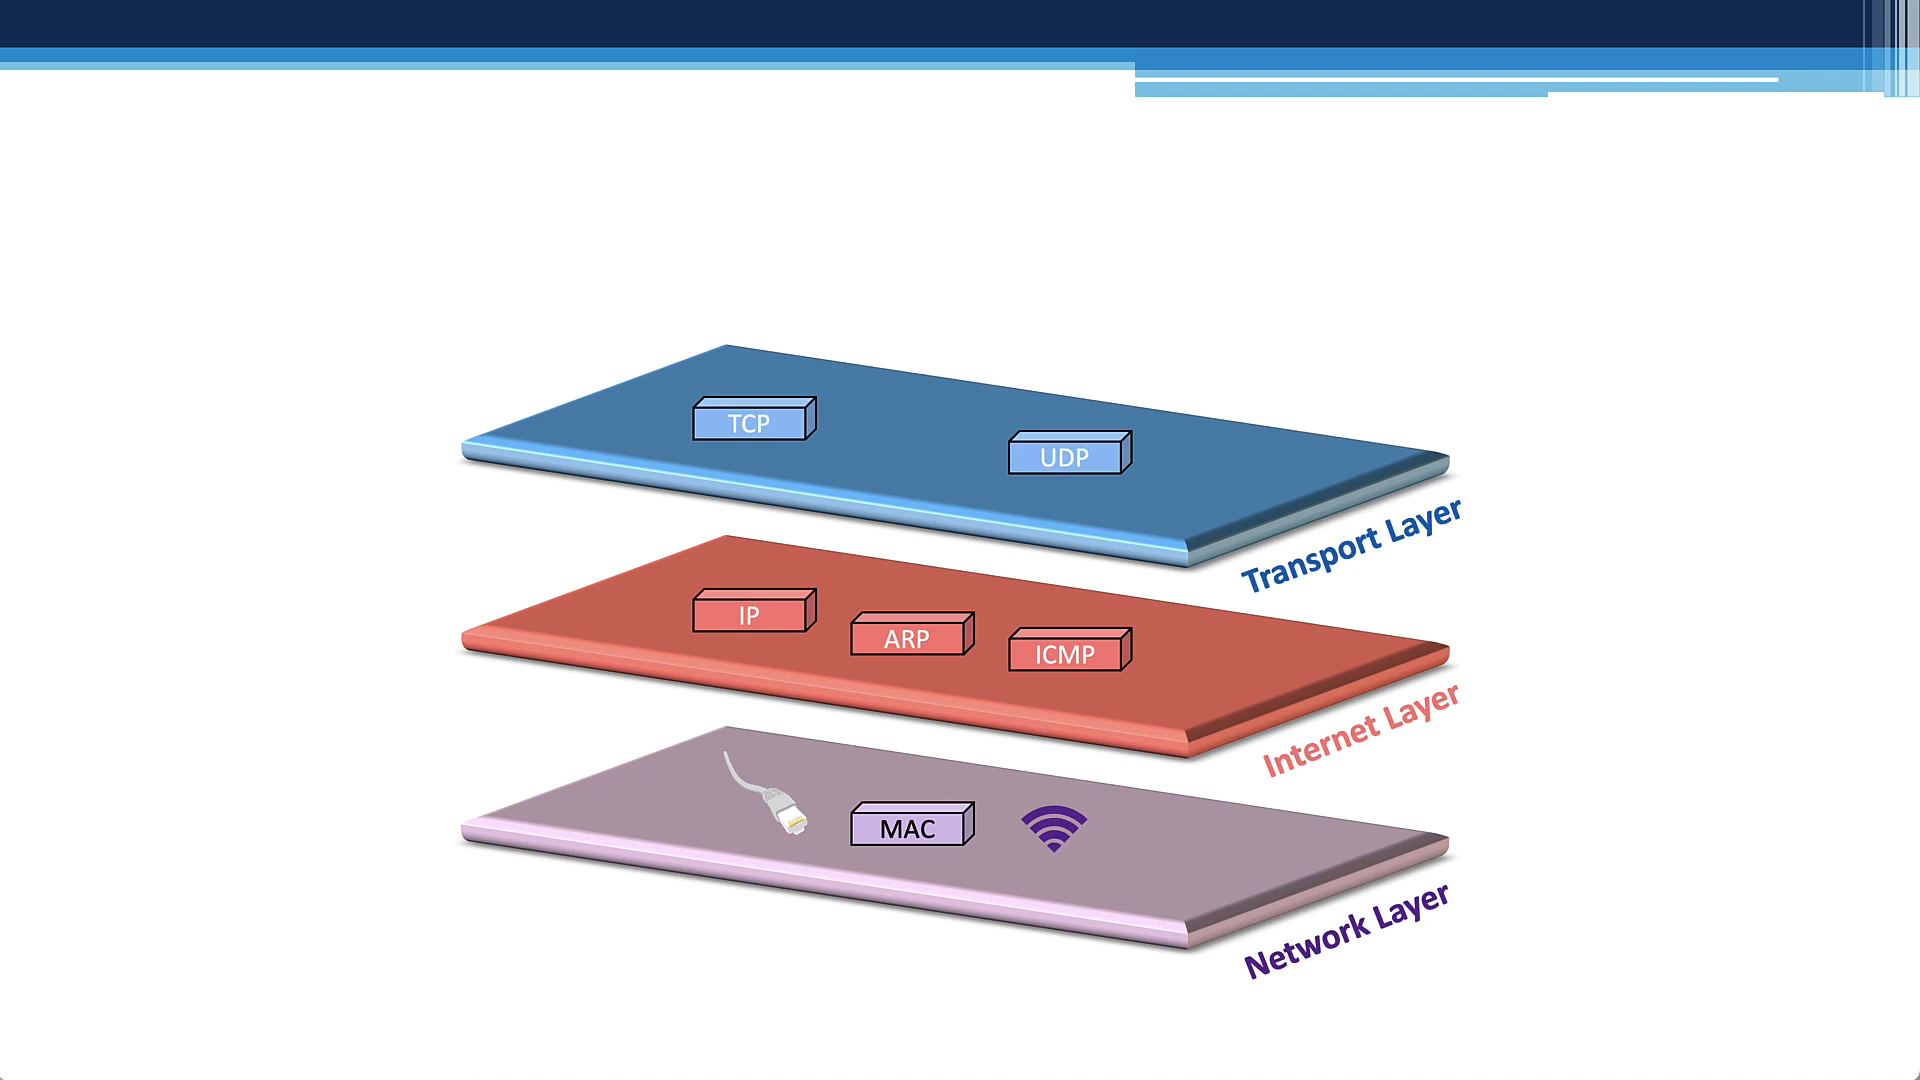 TCP
UDP
Transport Layer
IP
ARP
ICMP
Internet Layer
MAC
Network Layer